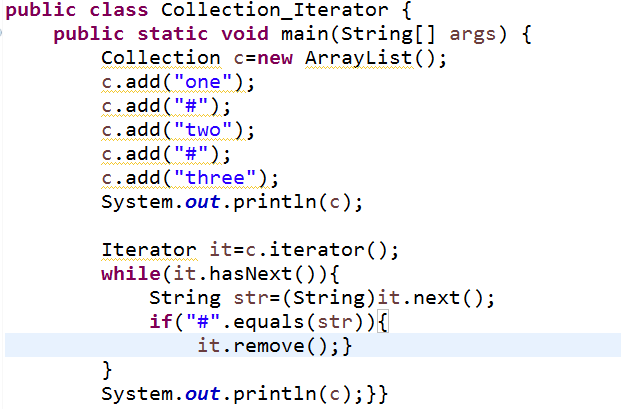 public class Collection_Iterator {
    public static void main(String[] args) {
        Collection c=new ArrayList();
        c.add("one");
        c.add("#");
        c.add("two");
        c.add("#");
        c.add("three");
        System.out.println(c);

        Iterator it=c.iterator();
        while(it.hasNext()){
            String str=(String)it.next();
            if("#".equals(str)){
                it.remove();}
        }
        System.out.println(c);}}